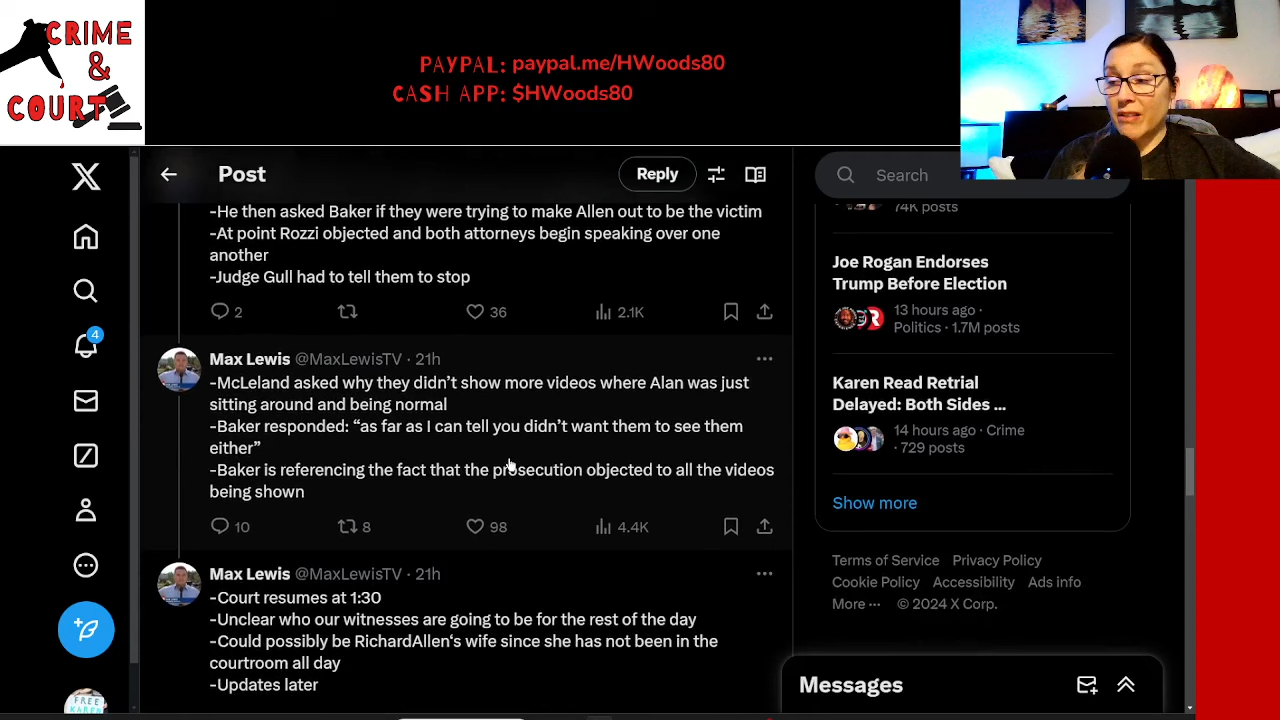 CRIME
&
COURT
PAYPAL: paypal.me/HWoods80
CASH APP: $HWoods80
Post
Reply
Search
-He then asked Baker if they were trying to make Allen out to be the victim
-At point Rozzi objected and both attorneys begin speaking over one
another
-Judge Gull had to tell them to stop
2
36
2.1K
Max Lewis @MaxLewisTV · 21h
-McLeland asked why they didn't show more videos where Alan was just
sitting around and being normal
-Baker responded: “as far as I can tell you didn't want them to see them
either”
-Baker is referencing the fact that the prosecution objected to all the videos
being shown
10
8
98
4.4K
Max Lewis @MaxLewisTV · 21h
-Court resumes at 1:30
-Unclear who our witnesses are going to be for the rest of the day
-Could possibly be RichardAllen‘s wife since she has not been in the
courtroom all day
-Updates later
4
FREE
74K posts
Joe Rogan Endorses
Trump Before Election
13 hours ago ·
Politics · 1.7M posts
Karen Read Retrial
Delayed: Both Sides ...
14 hours ago · Crime
· 729 posts
Show more
Terms of Service Privacy Policy
Cookie Policy Accessibility Ads info
More ··· © 2024 X Corp.
Messages